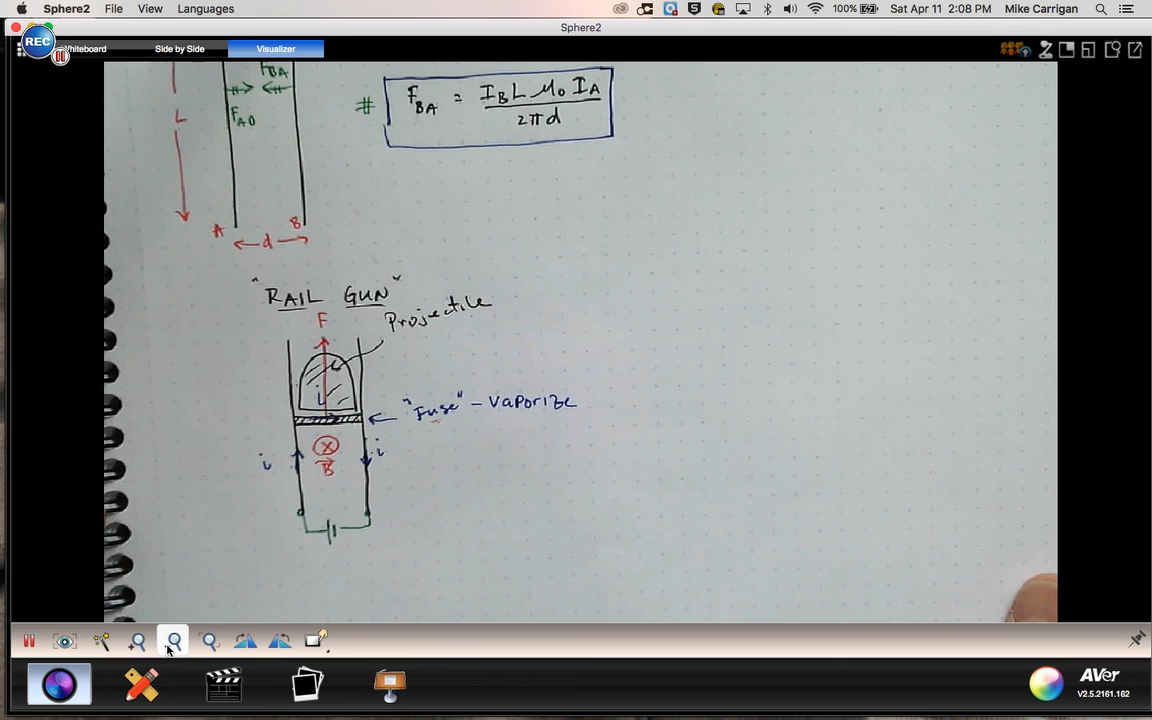 Sphere2 File View Languages 100% Sat Apr 11 2:08 PM Mike Carrigan
Sphere2
REC Whiteboard Side by Side Visualizer
F_BA
F_AB
L
A B
d
# F_BA = I_B L μ₀ I_A / 2πd
"RAIL GUN"
F Projectile
i
"Fuse" - Vaporize
i i
X
B
AVer
V2.5.2161.162